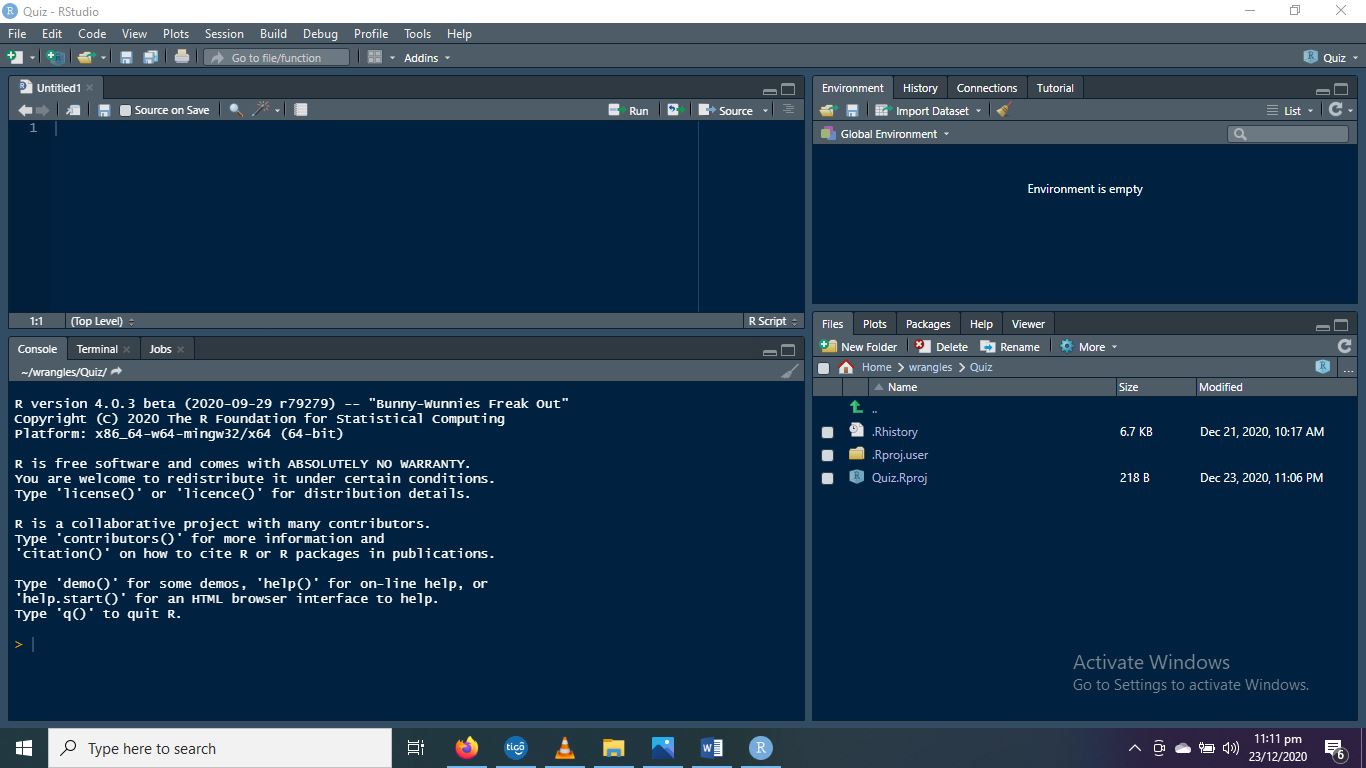 Quiz - RStudio
File Edit Code View Plots Session Build Debug Profile Tools Help
Go to file/function Addins Quiz
Untitled1
Source on Save Run Source
1
1:1 (Top Level) R Script
Console Terminal Jobs
~/wrangles/Quiz/
R version 4.0.3 beta (2020-09-29 r79279) -- "Bunny-Wunnies Freak Out"
Copyright (C) 2020 The R Foundation for Statistical Computing
Platform: x86_64-w64-mingw32/x64 (64-bit)
R is free software and comes with ABSOLUTELY NO WARRANTY.
You are welcome to redistribute it under certain conditions.
Type 'license()' or 'licence()' for distribution details.
R is a collaborative project with many contributors.
Type 'contributors()' for more information and
'citation()' on how to cite R or R packages in publications.
Type 'demo()' for some demos, 'help()' for on-line help, or
'help.start()' for an HTML browser interface to help.
Type 'q()' to quit R.
>
Environment History Connections Tutorial
Import Dataset List
Global Environment
Environment is empty
Files Plots Packages Help Viewer
New Folder Delete Rename More
Home wrangles Quiz ...
Name Size Modified
..
.Rhistory 6.7 KB Dec 21, 2020, 10:17 AM
.Rproj.user
Quiz.Rproj 218 B Dec 23, 2020, 11:06 PM
Activate Windows
Go to Settings to activate Windows.
Type here to search
tigo
W
R
11:11 pm
23/12/2020
6